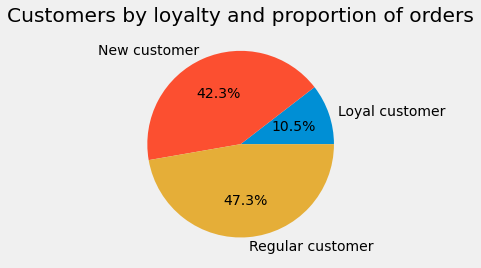 Customers by loyalty and proportion of orders
New customer
42.3%
Loyal customer
10.5%
47.3%
Regular customer